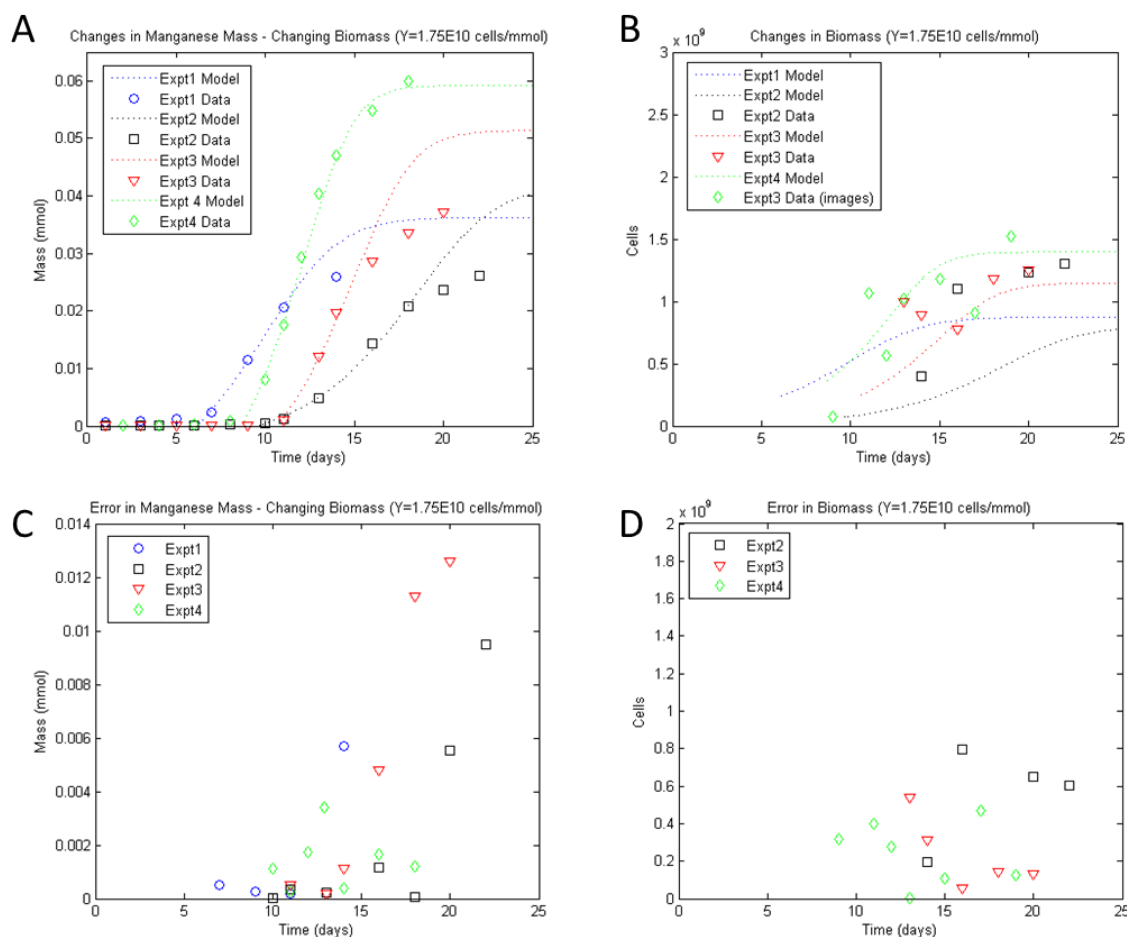 A
Changes in Manganese Mass - Changing Biomass (Y=1.75E10 cells/mmol)
0.06
0.05
0.04
0.03
0.02
0.01
0
Mass (mmol)
Expt1 Model
Expt1 Data
Expt2 Model
Expt2 Data
Expt3 Model
Expt3 Data
Expt 4 Model
Expt4 Data
0 5 10 15 20 25
Time (days)
B
Changes in Biomass (Y=1.75E10 cells/mmol)
x 10^9
3
2.5
2
1.5
1
0.5
0
Cells
Expt1 Model
Expt2 Model
Expt2 Data
Expt3 Model
Expt3 Data
Expt4 Model
Expt3 Data (images)
0 5 10 15 20 25
Time (days)
C
Error in Manganese Mass - Changing Biomass (Y=1.75E10 cells/mmol)
0.014
0.012
0.01
0.008
0.006
0.004
0.002
0
Mass (mmol)
Expt1
Expt2
Expt3
Expt4
0 5 10 15 20 25
Time (days)
D
Error in Biomass (Y=1.75E10 cells/mmol)
x 10^9
2
1.8
1.6
1.4
1.2
1
0.8
0.6
0.4
0.2
0
Cells
Expt2
Expt3
Expt4
0 5 10 15 20 25
Time (days)